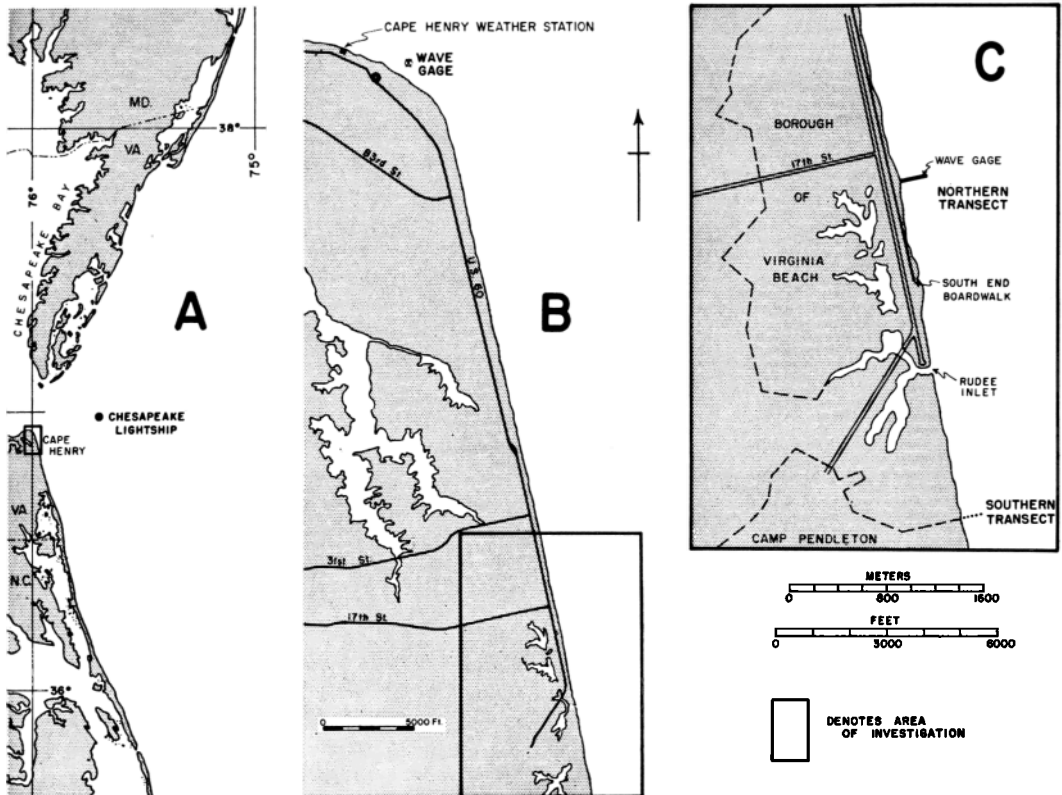 A
MD.
VA
38°
75°
76°
CHESAPEAKE BAY
CHESAPEAKE
LIGHTSHIP
CAPE
HENRY
VA
N.C.
36°
B
CAPE HENRY WEATHER STATION
WAVE
GAGE
83rd St
U.S. 60
31st St.
17th St.
0 5000 Ft.
C
BOROUGH
17th St.
OF
VIRGINIA
BEACH
WAVE GAGE
NORTHERN
TRANSECT
SOUTH END
BOARDWALK
RUDEE
INLET
SOUTHERN
TRANSECT
CAMP PENDLETON
METERS
0 800 1600
FEET
0 3000 6000
DENOTES AREA
OF INVESTIGATION